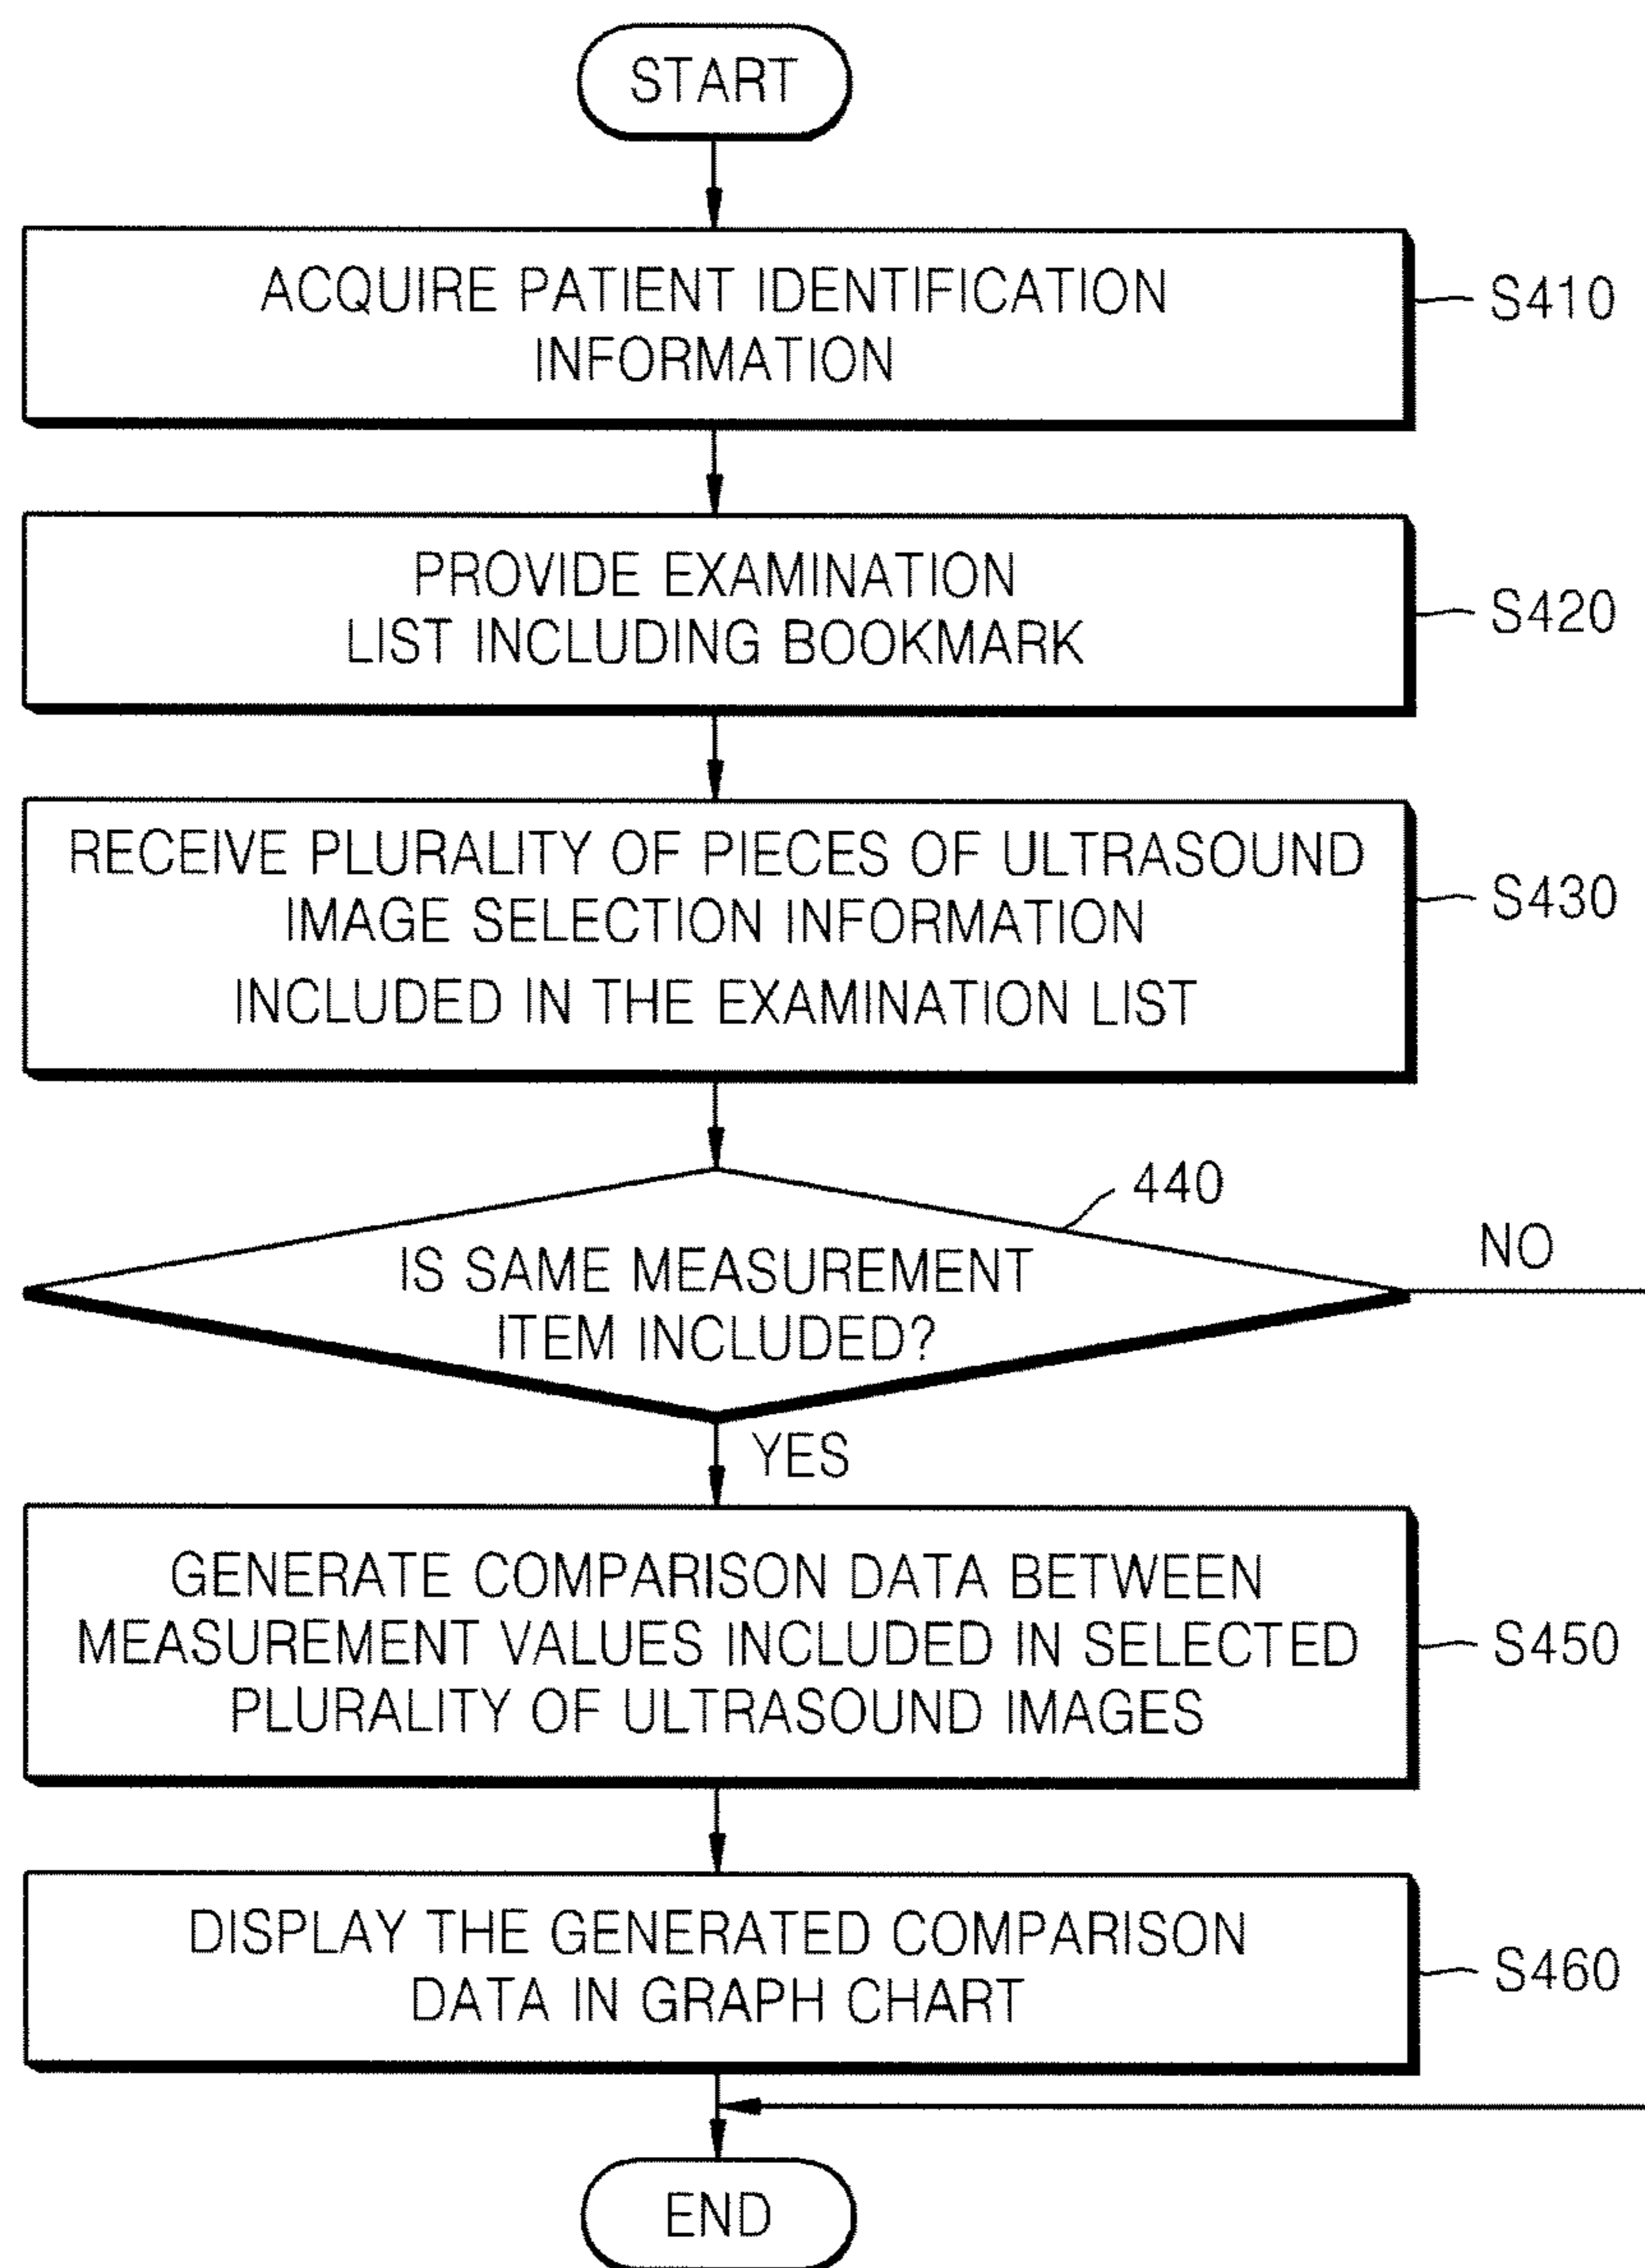 START
ACQUIRE PATIENT IDENTIFICATION
INFORMATION
S410
PROVIDE EXAMINATION
LIST INCLUDING BOOKMARK
S420
RECEIVE PLURALITY OF PIECES OF ULTRASOUND
IMAGE SELECTION INFORMATION
INCLUDED IN THE EXAMINATION LIST
S430
440
IS SAME MEASUREMENT
ITEM INCLUDED?
NO
YES
GENERATE COMPARISON DATA BETWEEN
MEASUREMENT VALUES INCLUDED IN SELECTED
PLURALITY OF ULTRASOUND IMAGES
S450
DISPLAY THE GENERATED COMPARISON
DATA IN GRAPH CHART
S460
END